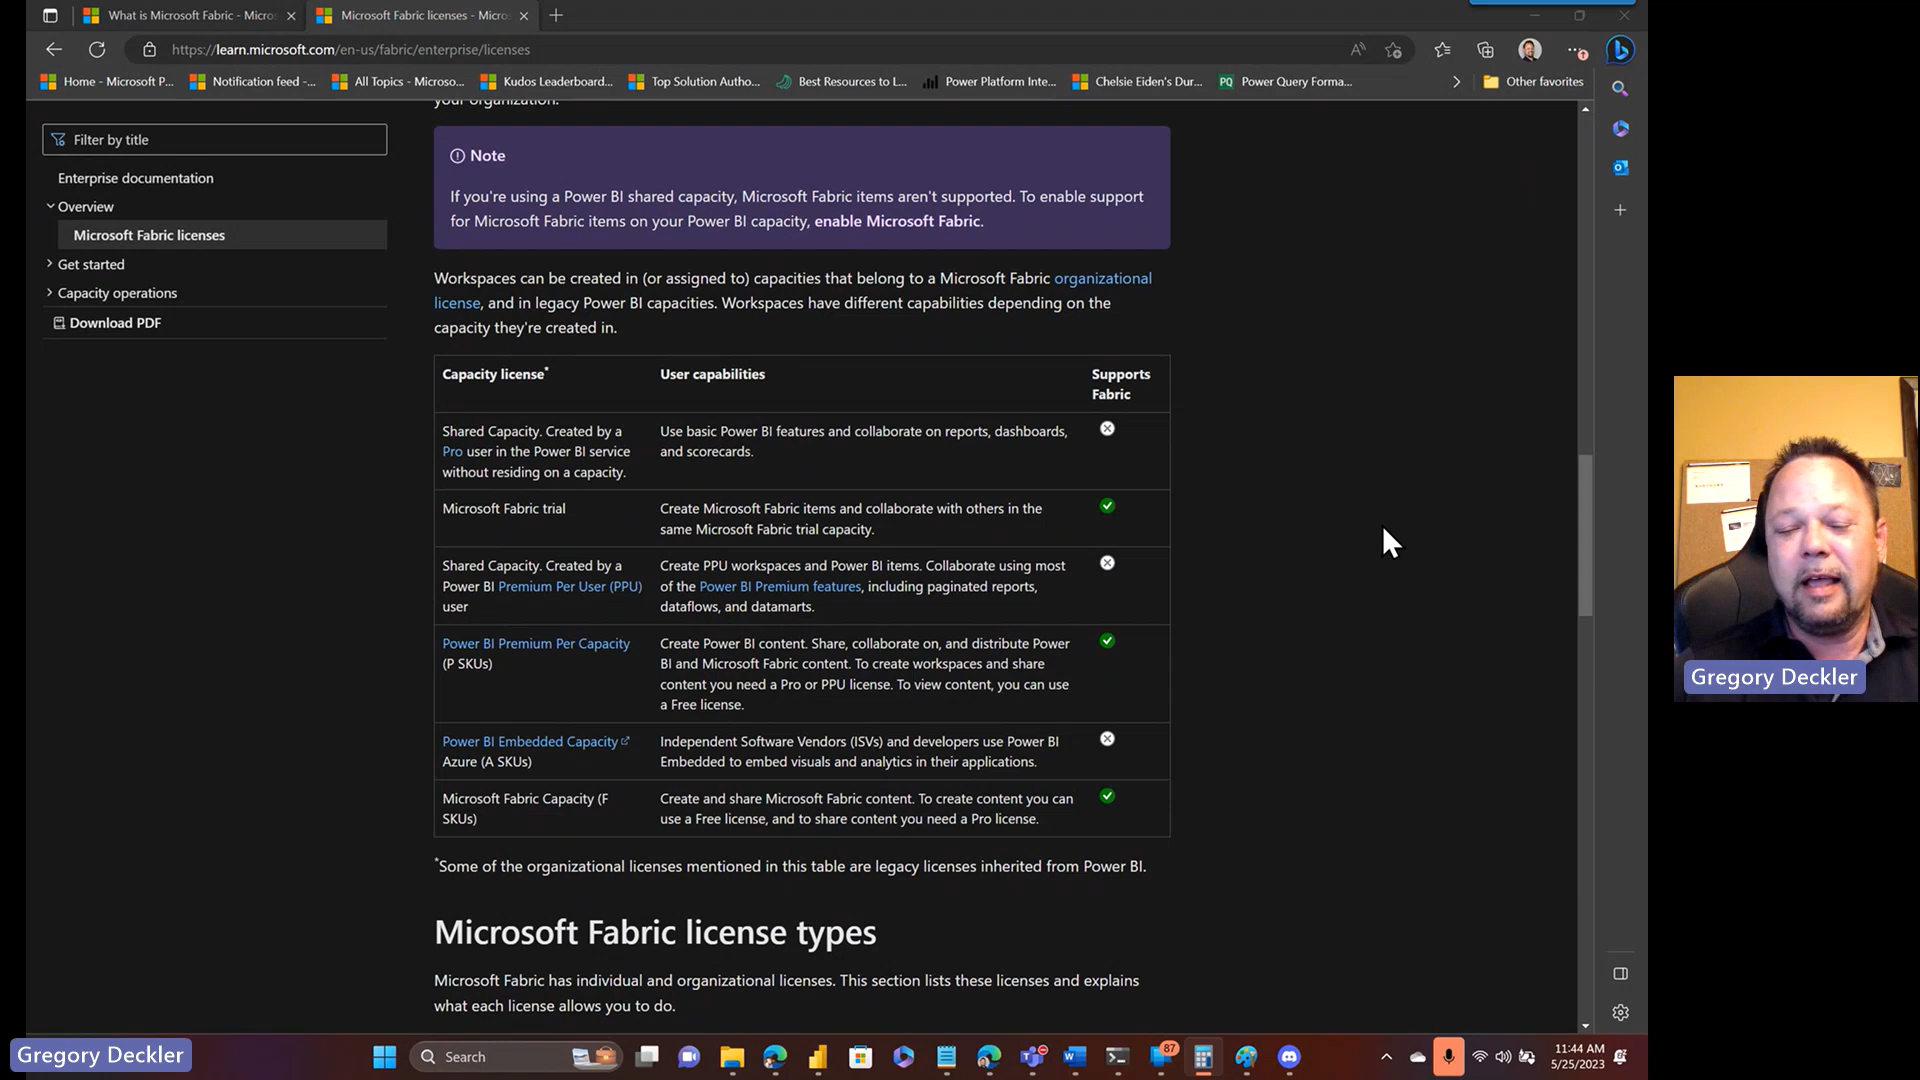 What is Microsoft Fabric - Micros
Microsoft Fabric licenses - Micro
https://learn.microsoft.com/en-us/fabric/enterprise/licenses
Home - Microsoft P...
Notification feed -...
All Topics - Microso...
Kudos Leaderboard...
Top Solution Autho...
Best Resources to L...
Power Platform Inte...
Chelsie Eiden's Dur...
PQ
Power Query Forma...
Other favorites
Filter by title
Enterprise documentation
Overview
Microsoft Fabric licenses
Get started
Capacity operations
Download PDF
your organization.
Note
If you're using a Power BI shared capacity, Microsoft Fabric items aren't supported. To enable support
for Microsoft Fabric items on your Power BI capacity, enable Microsoft Fabric.
Workspaces can be created in (or assigned to) capacities that belong to a Microsoft Fabric organizational
license, and in legacy Power BI capacities. Workspaces have different capabilities depending on the
capacity they're created in.
Capacity license*
User capabilities
Supports
Fabric
Shared Capacity. Created by a
Pro user in the Power BI service
without residing on a capacity.
Use basic Power BI features and collaborate on reports, dashboards,
and scorecards.
Microsoft Fabric trial
Create Microsoft Fabric items and collaborate with others in the
same Microsoft Fabric trial capacity.
Shared Capacity. Created by a
Power BI Premium Per User (PPU)
user
Create PPU workspaces and Power BI items. Collaborate using most
of the Power BI Premium features, including paginated reports,
dataflows, and datamarts.
Power BI Premium Per Capacity
(P SKUs)
Create Power BI content. Share, collaborate on, and distribute Power
BI and Microsoft Fabric content. To create workspaces and share
content you need a Pro or PPU license. To view content, you can use
a Free license.
Power BI Embedded Capacity
Azure (A SKUs)
Independent Software Vendors (ISVs) and developers use Power BI
Embedded to embed visuals and analytics in their applications.
Microsoft Fabric Capacity (F
SKUs)
Create and share Microsoft Fabric content. To create content you can
use a Free license, and to share content you need a Pro license.
*Some of the organizational licenses mentioned in this table are legacy licenses inherited from Power BI.
Microsoft Fabric license types
Microsoft Fabric has individual and organizational licenses. This section lists these licenses and explains
what each license allows you to do.
Gregory Deckler
Gregory Deckler
Search
87
11:44 AM
5/25/2023